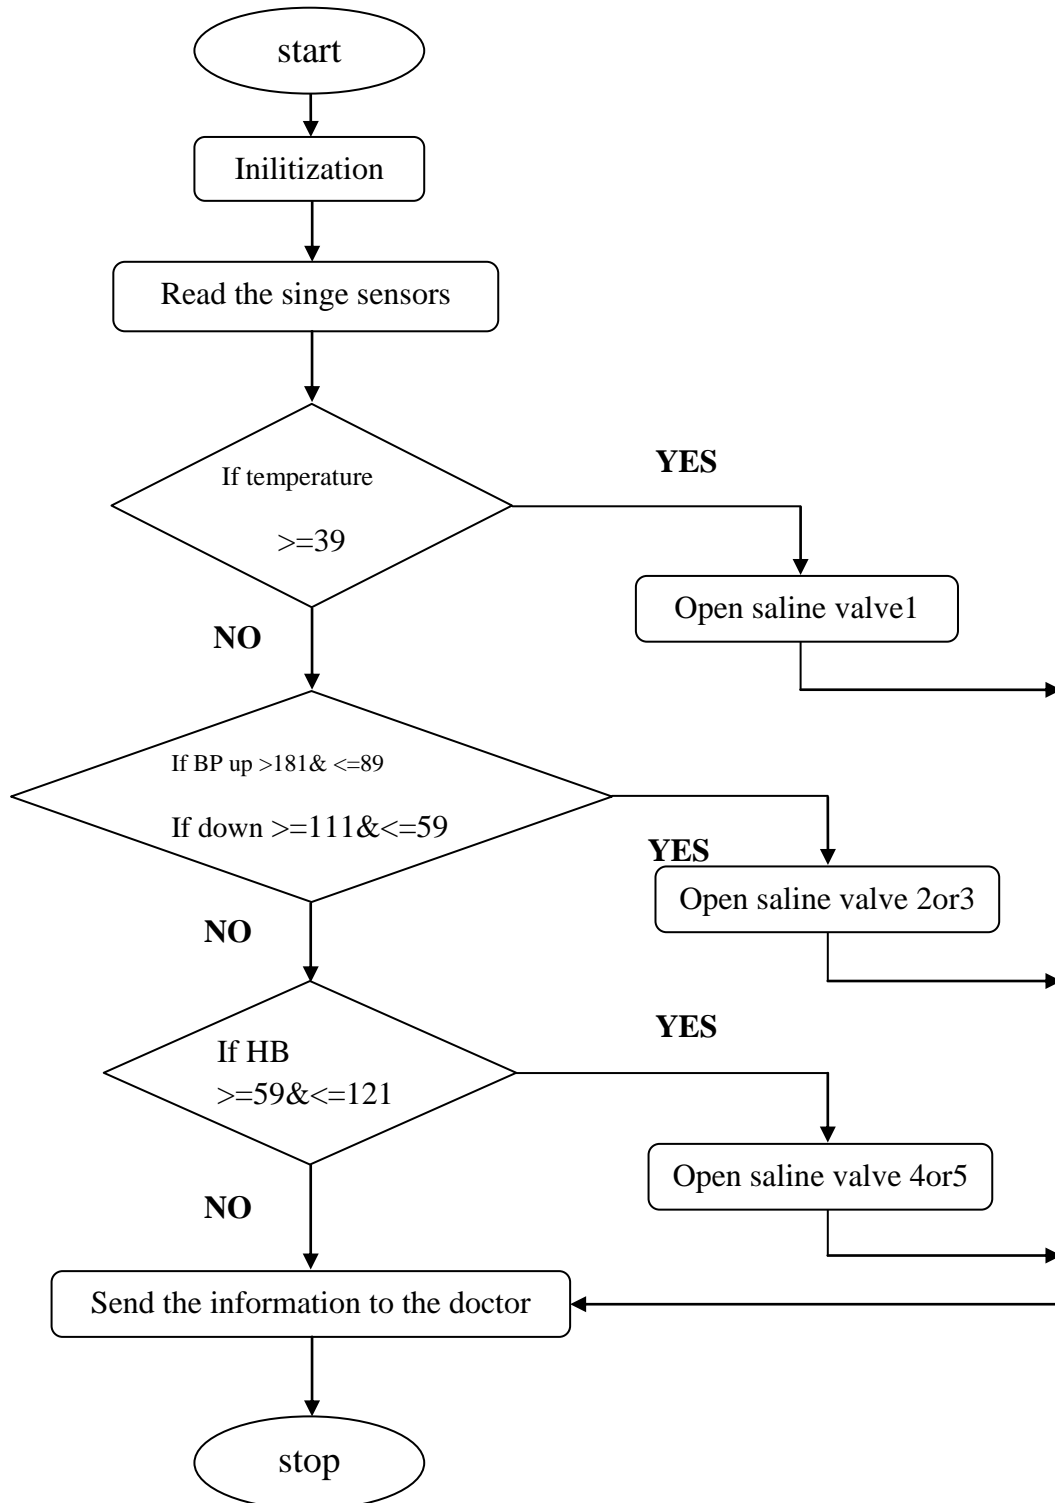 start
Inilitization
Read the singe sensors
If temperature
>=39
YES
Open saline valve1
NO
If BP up >181& <=89
If down >=111&<=59
YES
Open saline valve 2or3
NO
If HB
>=59&<=121
YES
Open saline valve 4or5
NO
Send the information to the doctor
stop